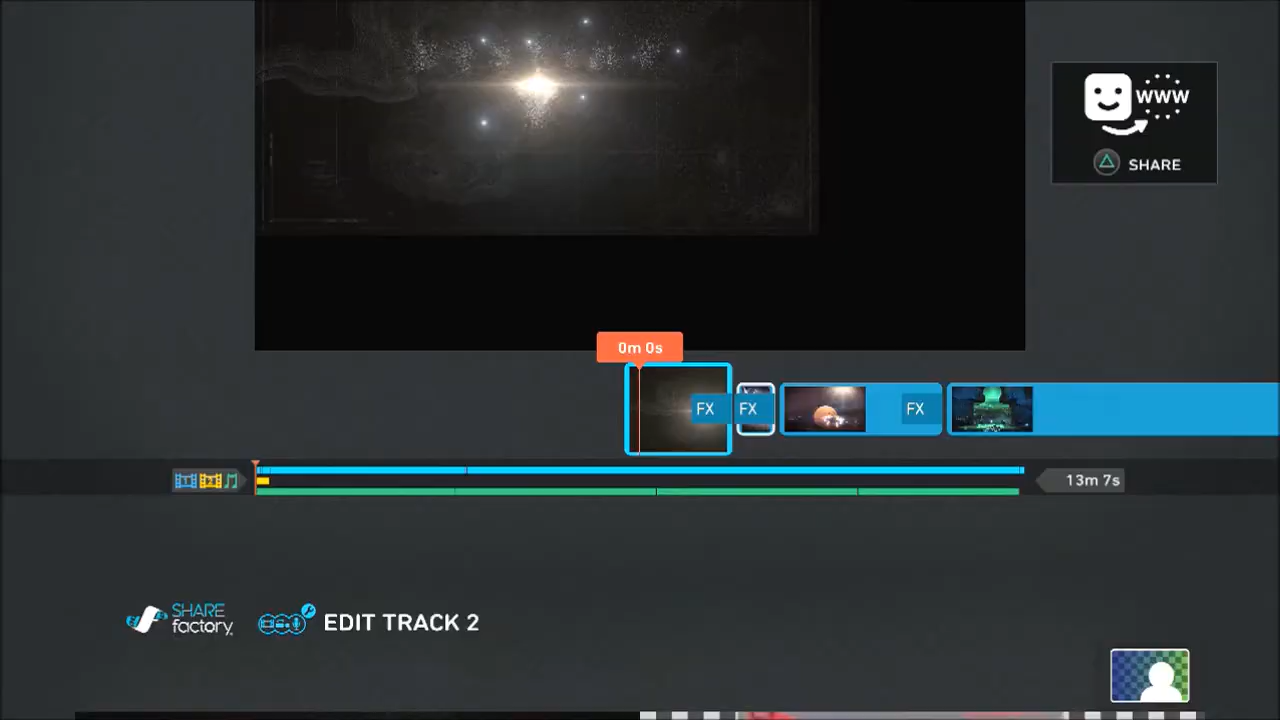 WWW
SHARE
0m 0s
FX
FX
FX
13m 7s
SHARE
factory
EDIT TRACK 2